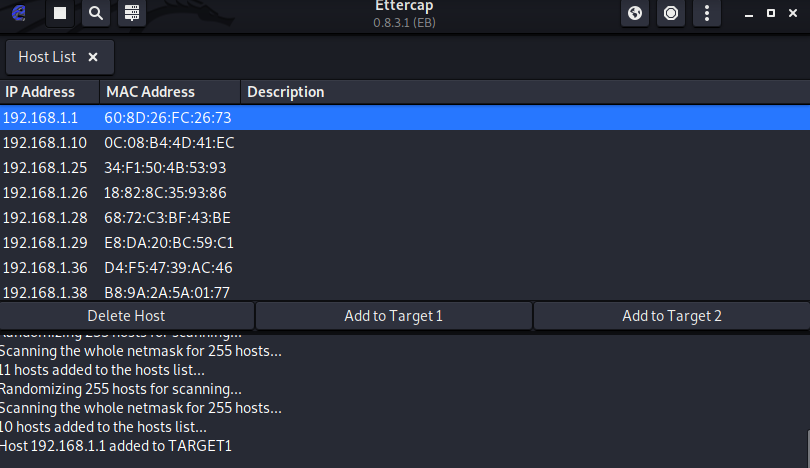 Ettercap
0.8.3.1 (EB)
Host List
IP Address MAC Address Description
192.168.1.1 60:8D:26:FC:26:73
192.168.1.10 0C:08:B4:4D:41:EC
192.168.1.25 34:F1:50:4B:53:93
192.168.1.26 18:82:8C:35:93:86
192.168.1.28 68:72:C3:BF:43:BE
192.168.1.29 E8:DA:20:BC:59:C1
192.168.1.36 D4:F5:47:39:AC:46
192.168.1.38 B8:9A:2A:5A:01:77
Delete Host Add to Target 1 Add to Target 2
Randomizing 255 hosts for scanning...
Scanning the whole netmask for 255 hosts...
11 hosts added to the hosts list...
Randomizing 255 hosts for scanning...
Scanning the whole netmask for 255 hosts...
10 hosts added to the hosts list...
Host 192.168.1.1 added to TARGET1